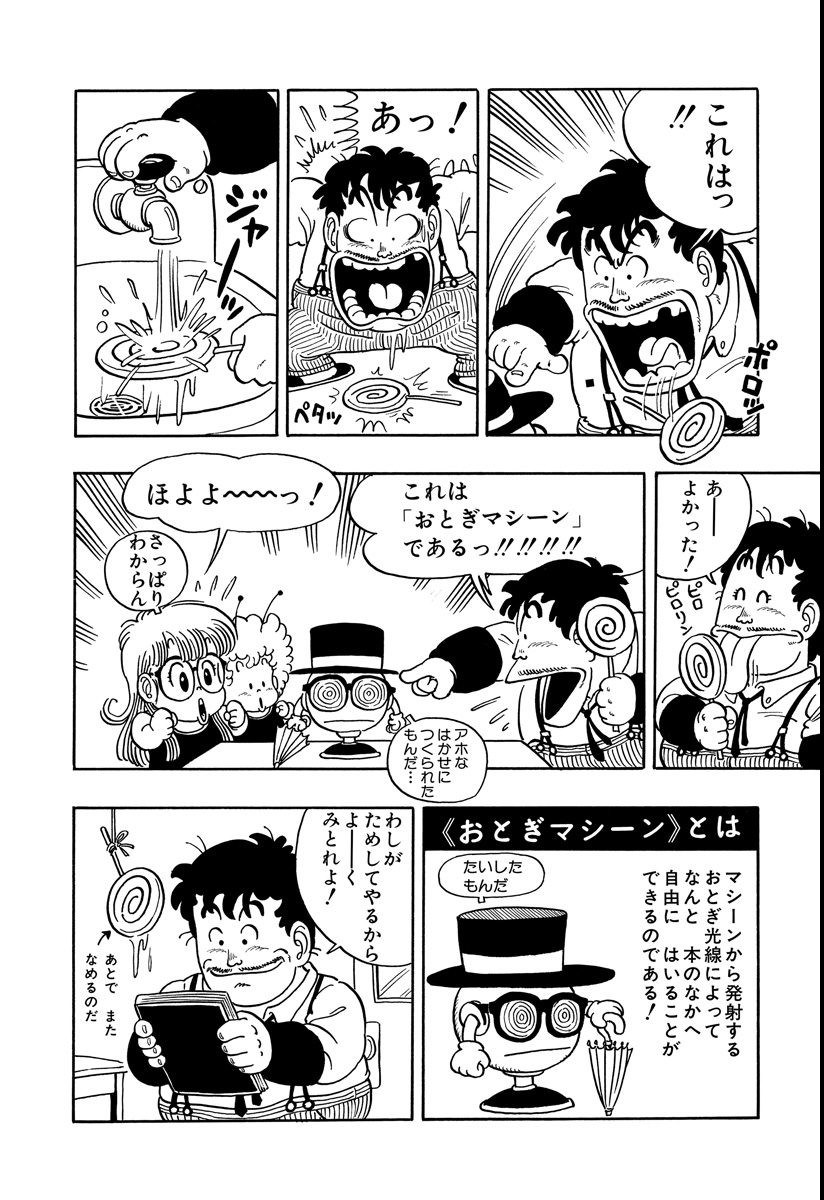 これはっ
!!
ポロッ
あっ!
ペタッ
ジャーッ
あー
よかった!
ピロ
ピロリン
これは
「おとぎマシーン」
であるっ!!!!!!!!
ほよよ〜〜〜っ!
さっぱり
わからん
アホな
はかせに
つくられた
もんだ…
《おとぎマシーン》とは
マシーンから発射する
おとぎ光線によって
なんと 本のなかへ
自由に はいることが
できるのである!
たいした
もんだ
わしが
ためしてやるから
よーく
みとれよ!
あとで また
なめるのだ